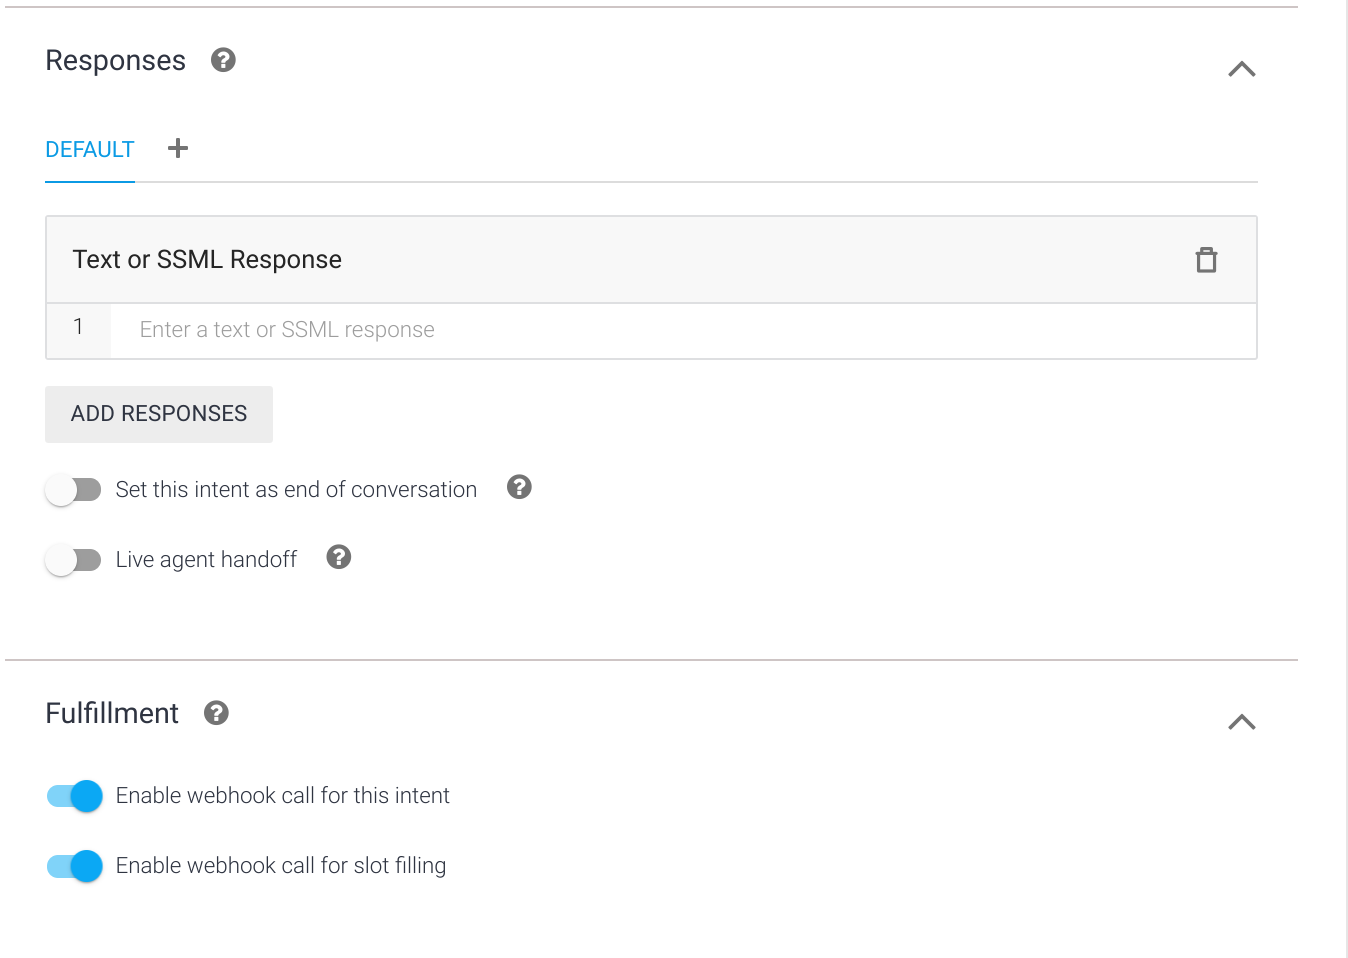 Responses
DEFAULT
Text or SSML Response
1 Enter a text or SSML response
ADD RESPONSES
Set this intent as end of conversation
Live agent handoff
Fulfillment
Enable webhook call for this intent
Enable webhook call for slot filling